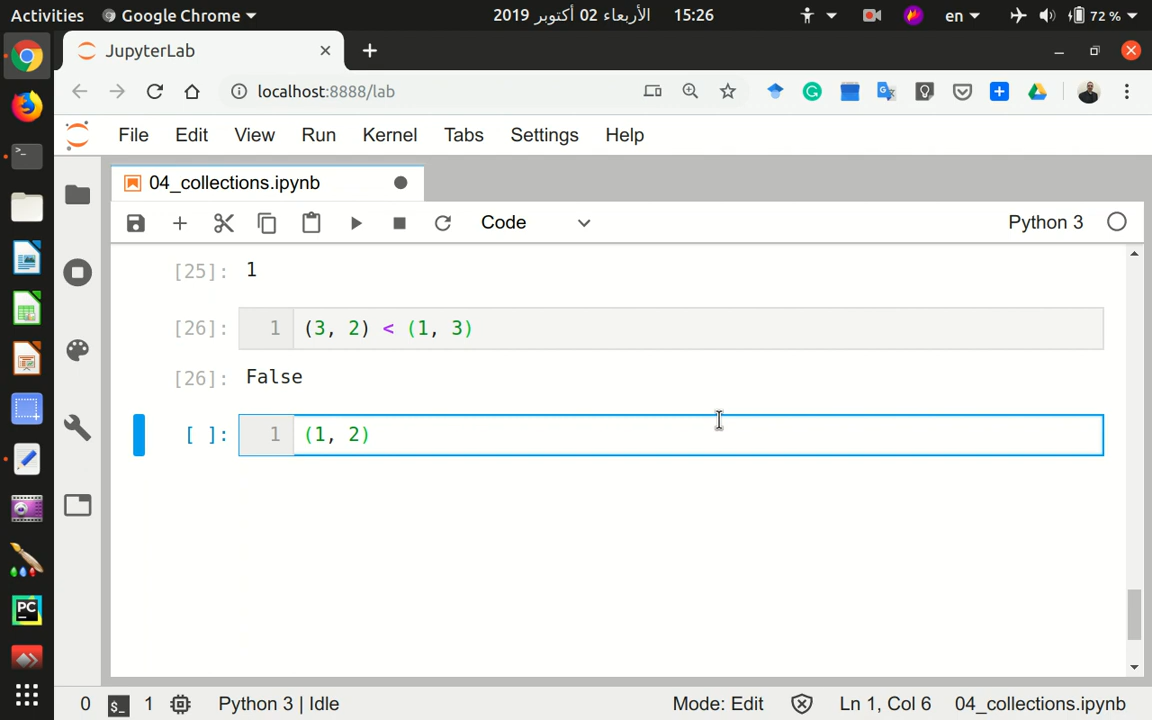 Activities Google Chrome الأربعاء 02 أكتوبر 2019 15:26 en 72 %
JupyterLab
localhost:8888/lab
File Edit View Run Kernel Tabs Settings Help
04_collections.ipynb
Code Python 3
[25]: 1
[26]: 1 (3, 2) < (1, 3)
[26]: False
[ ]: 1 (1, 2)
PC
0 $_ 1 Python 3 | Idle Mode: Edit Ln 1, Col 6 04_collections.ipynb